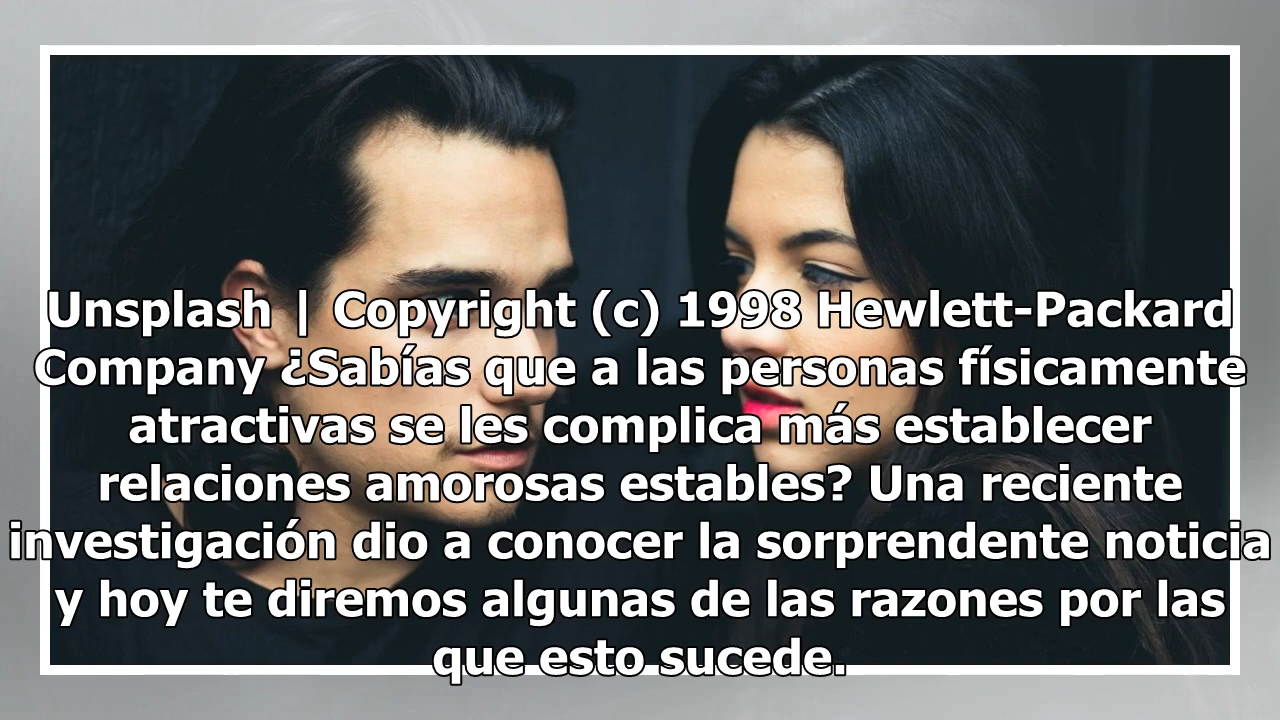 Unsplash | Copyright (c) 1998 Hewlett-Packard
Company ¿Sabías que a las personas físicamente
atractivas se les complica más establecer
relaciones amorosas estables? Una reciente
investigación dio a conocer la sorprendente noticia
y hoy te diremos algunas de las razones por las
que esto sucede.